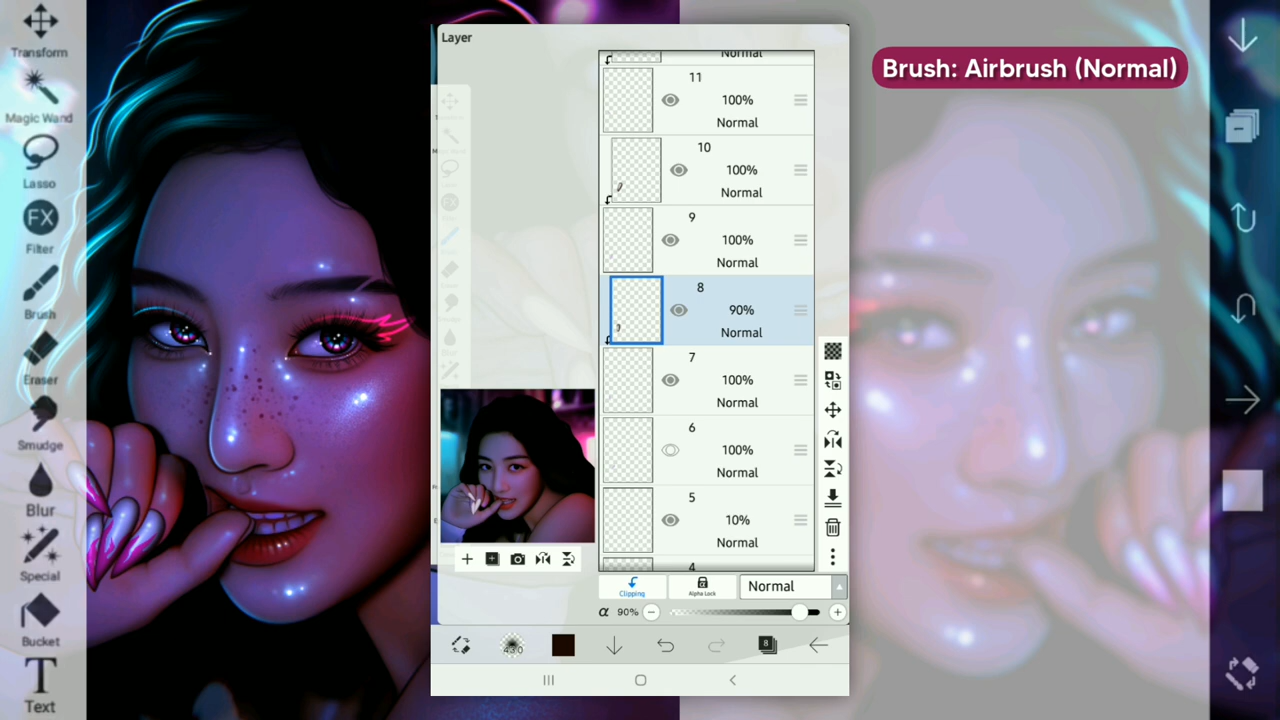 Transform
Magic Wand
Lasso
FX
Filter
Brush
Eraser
Smudge
Blur
Special
Bucket
T
Text
Layer
Normal
11
100%
Normal
10
100%
Normal
9
100%
Normal
8
90%
Normal
7
100%
Normal
6
100%
Normal
5
10%
Normal
4
Clipping
Alpha Lock
Normal
α 90%
43.0
8
Brush: Airbrush (Normal)